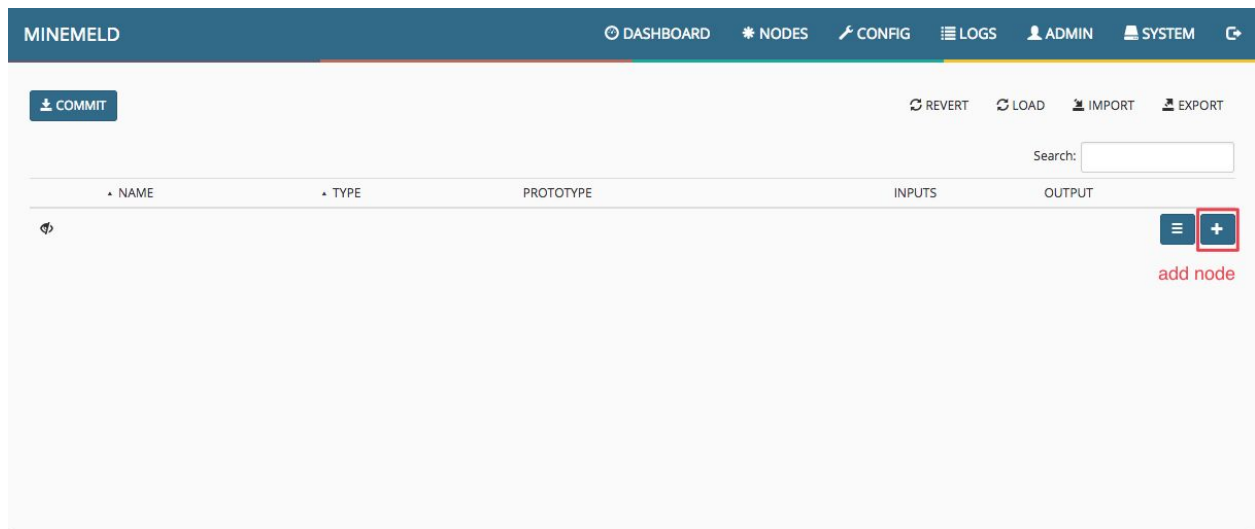 MINEMELD DASHBOARD NODES CONFIG LOGS ADMIN SYSTEM
COMMIT REVERT LOAD IMPORT EXPORT
Search:
NAME TYPE PROTOTYPE INPUTS OUTPUT
add node